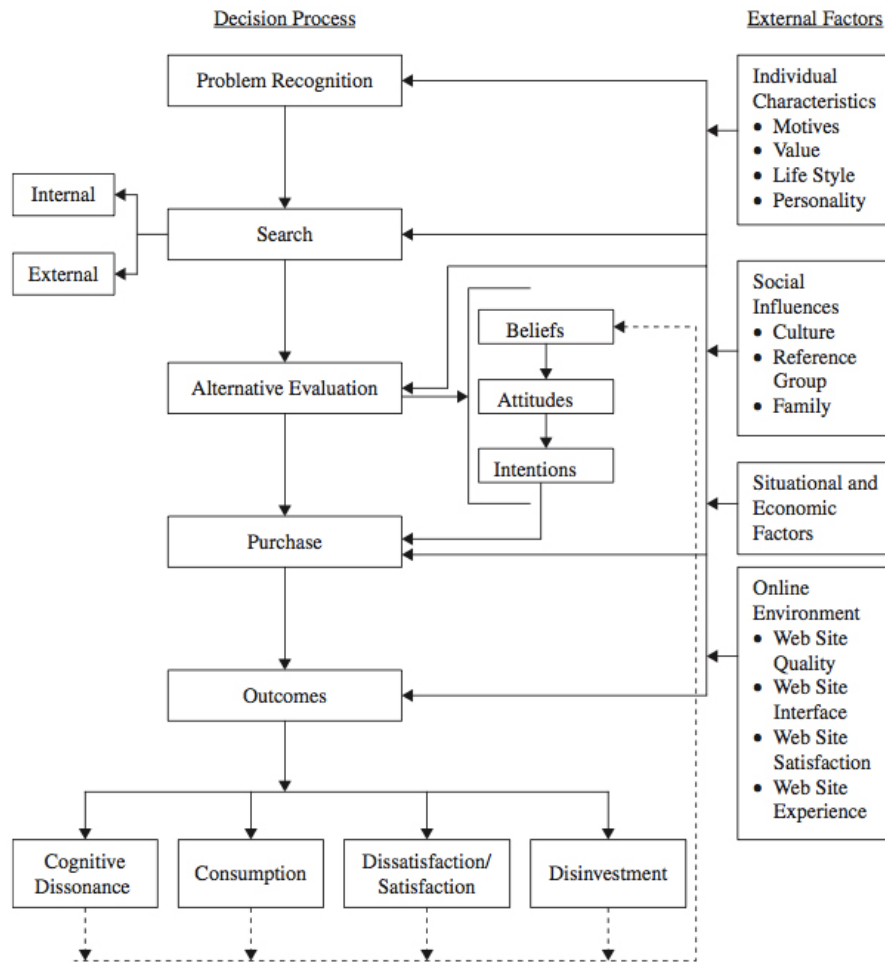 Decision Process
External Factors
Problem Recognition
Internal
External
Search
Alternative Evaluation
Beliefs
Attitudes
Intentions
Purchase
Outcomes
Cognitive
Dissonance
Consumption
Dissatisfaction/
Satisfaction
Disinvestment
Individual
Characteristics
• Motives
• Value
• Life Style
• Personality
Social
Influences
• Culture
• Reference
Group
• Family
Situational and
Economic
Factors
Online
Environment
• Web Site
Quality
• Web Site
Interface
• Web Site
Satisfaction
• Web Site
Experience